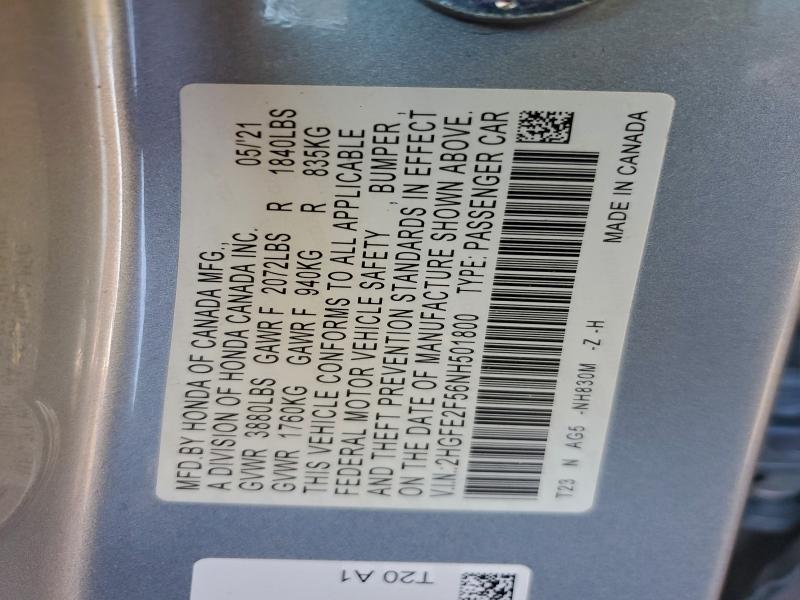 MFD.BY HONDA OF CANADA MFG.,
A DIVISION OF HONDA CANADA INC. 05/'21
GVWR 3880LBS GAWR F 2072LBS R 1840LBS
GVWR 1760KG GAWR F 940KG R 835KG
THIS VEHICLE CONFORMS TO ALL APPLICABLE
FEDERAL MOTOR VEHICLE SAFETY , BUMPER ,
AND THEFT PREVENTION STANDARDS IN EFFECT
ON THE DATE OF MANUFACTURE SHOWN ABOVE.
V.I.N.:2HGFE2F56NH501800 TYPE: PASSENGER CAR
T23 N AG5 -NH830M -Z -H MADE IN CANADA
T20 A1